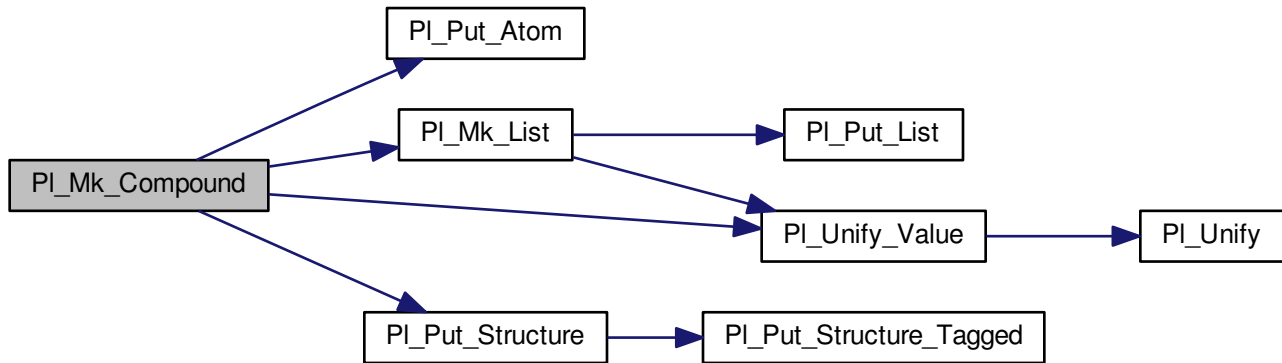 Pl_Put_Atom
Pl_Mk_List
Pl_Put_List
Pl_Mk_Compound
Pl_Unify_Value
Pl_Unify
Pl_Put_Structure
Pl_Put_Structure_Tagged